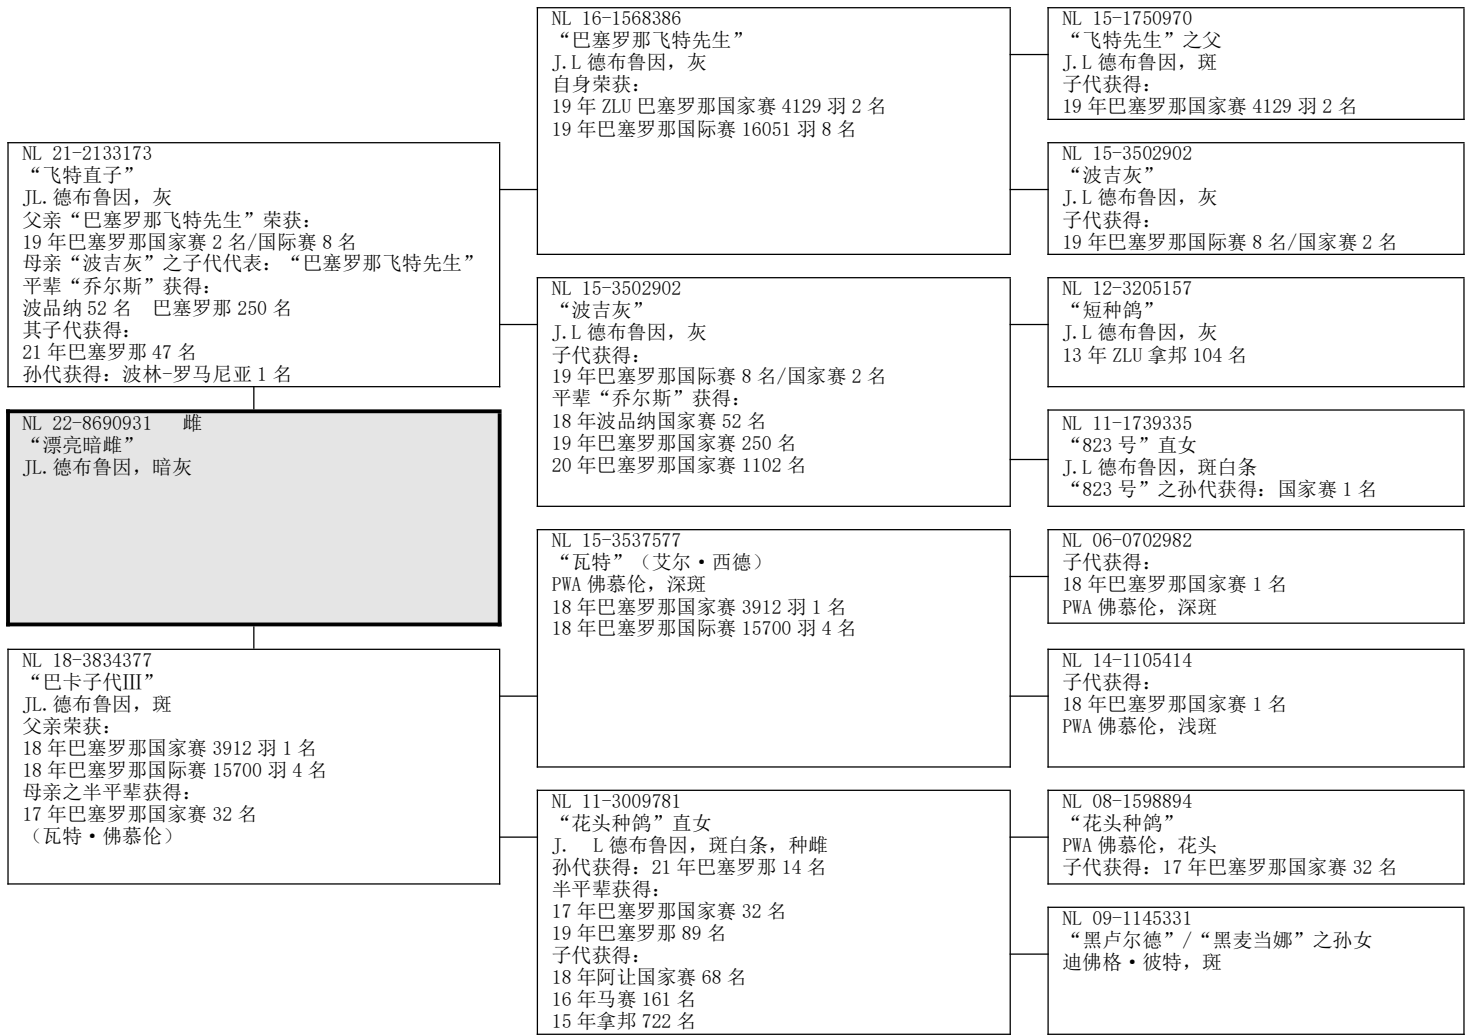 NL 21-2133173
“飞特直子”
JL.德布鲁因，灰
父亲“巴塞罗那飞特先生”荣获：
19 年巴塞罗那国家赛 2 名/国际赛 8 名
母亲“波吉灰”之子代代表：“巴塞罗那飞特先生”
平辈“乔尔斯”获得：
波品纳 52 名　巴塞罗那 250 名
其子代获得：
21 年巴塞罗那 47 名
孙代获得：波林-罗马尼亚 1 名
NL 22-8690931　雌
“漂亮暗雌”
JL.德布鲁因，暗灰
NL 18-3834377
“巴卡子代Ⅲ”
JL.德布鲁因，斑
父亲荣获：
18 年巴塞罗那国家赛 3912 羽 1 名
18 年巴塞罗那国际赛 15700 羽 4 名
母亲之半平辈获得：
17 年巴塞罗那国家赛 32 名
（瓦特·佛慕伦）
NL 16-1568386
“巴塞罗那飞特先生”
J.L 德布鲁因，灰
自身荣获：
19 年 ZLU 巴塞罗那国家赛 4129 羽 2 名
19 年巴塞罗那国际赛 16051 羽 8 名
NL 15-3502902
“波吉灰”
J.L 德布鲁因，灰
子代获得：
19 年巴塞罗那国际赛 8 名/国家赛 2 名
平辈“乔尔斯”获得：
18 年波品纳国家赛 52 名
19 年巴塞罗那国家赛 250 名
20 年巴塞罗那国家赛 1102 名
NL 15-3537577
“瓦特”（艾尔·西德）
PWA 佛慕伦，深斑
18 年巴塞罗那国家赛 3912 羽 1 名
18 年巴塞罗那国际赛 15700 羽 4 名
NL 11-3009781
“花头种鸽”直女
J.　L 德布鲁因，斑白条，种雌
孙代获得：21 年巴塞罗那 14 名
半平辈获得：
17 年巴塞罗那国家赛 32 名
19 年巴塞罗那 89 名
子代获得：
18 年阿让国家赛 68 名
16 年马赛 161 名
15 年拿邦 722 名
NL 15-1750970
“飞特先生”之父
J.L 德布鲁因，斑
子代获得：
19 年巴塞罗那国家赛 4129 羽 2 名
NL 15-3502902
“波吉灰”
J.L 德布鲁因，灰
子代获得：
19 年巴塞罗那国际赛 8 名/国家赛 2 名
NL 12-3205157
“短种鸽”
J.L 德布鲁因，灰
13 年 ZLU 拿邦 104 名
NL 11-1739335
“823 号”直女
J.L 德布鲁因，斑白条
“823 号”之孙代获得：国家赛 1 名
NL 06-0702982
子代获得：
18 年巴塞罗那国家赛 1 名
PWA 佛慕伦，深斑
NL 14-1105414
子代获得：
18 年巴塞罗那国家赛 1 名
PWA 佛慕伦，浅斑
NL 08-1598894
“花头种鸽”
PWA 佛慕伦，花头
子代获得：17 年巴塞罗那国家赛 32 名
NL 09-1145331
“黑卢尔德”/“黑麦当娜”之孙女
迪佛格·彼特，斑